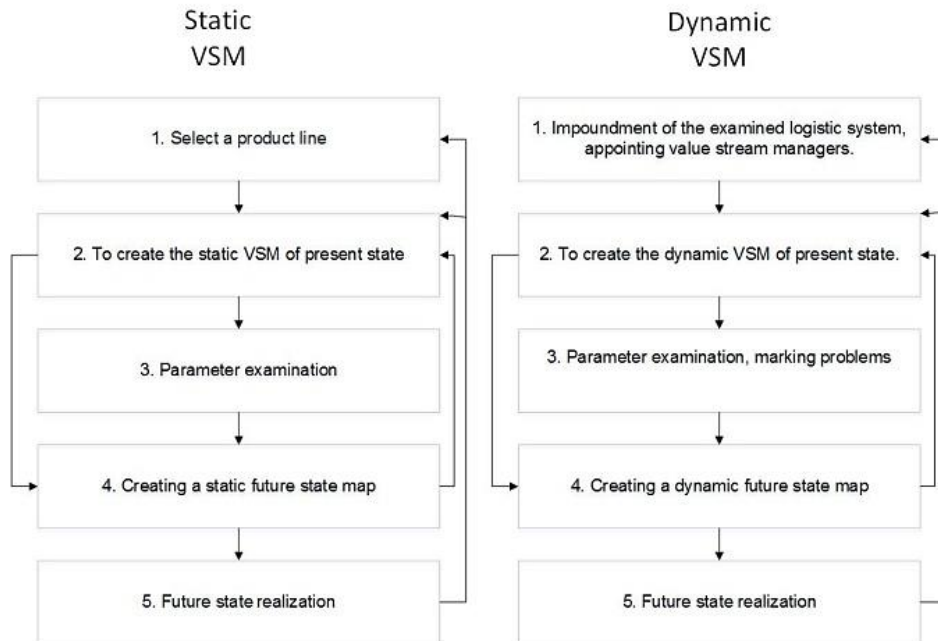 Static
VSM
1. Select a product line
2. To create the static VSM of present state
3. Parameter examination
4. Creating a static future state map
5. Future state realization
Dynamic
VSM
1. Impoundment of the examined logistic system,
appointing value stream managers.
2. To create the dynamic VSM of present state.
3. Parameter examination, marking problems
4. Creating a dynamic future state map
5. Future state realization